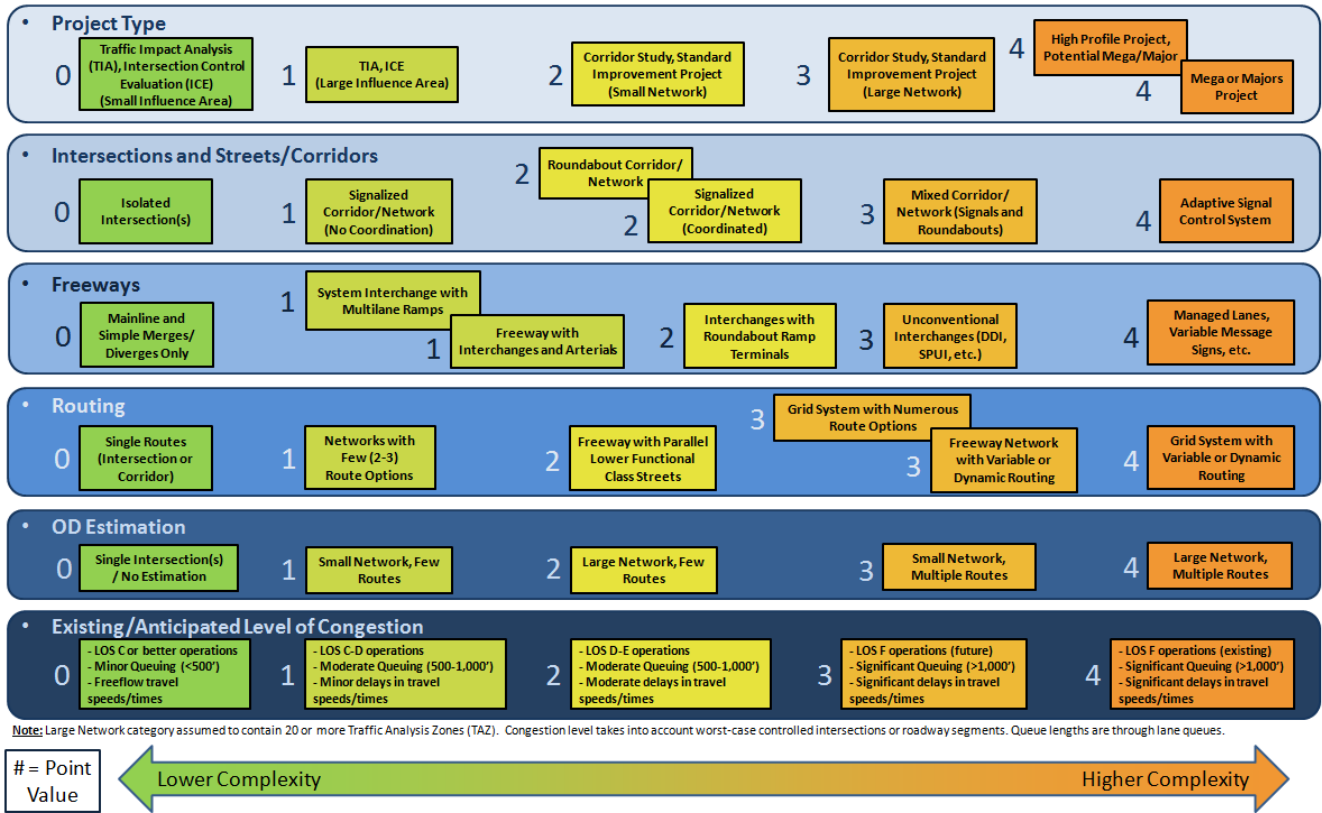 • Project Type
0
Traffic Impact Analysis
(TIA), Intersection Control
Evaluation (ICE)
(Small Influence Area)
1
TIA, ICE
(Large Influence Area)
2
Corridor Study, Standard
Improvement Project
(Small Network)
3
Corridor Study, Standard
Improvement Project
(Large Network)
4
High Profile Project,
Potential Mega/Major
4
Mega or Majors
Project
• Intersections and Streets/Corridors
0
Isolated
Intersection(s)
1
Signalized
Corridor/Network
(No Coordination)
2
Roundabout Corridor/
Network
2
Signalized
Corridor/Network
(Coordinated)
3
Mixed Corridor/
Network (Signals and
Roundabouts)
4
Adaptive Signal
Control System
• Freeways
0
Mainline and
Simple Merges/
Diverges Only
1
System Interchange with
Multilane Ramps
1
Freeway with
Interchanges and Arterials
2
Interchanges with
Roundabout Ramp
Terminals
3
Unconventional
Interchanges (DDI,
SPUI, etc.)
4
Managed Lanes,
Variable Message
Signs, etc.
• Routing
0
Single Routes
(Intersection or
Corridor)
1
Networks with
Few (2-3)
Route Options
2
Freeway with Parallel
Lower Functional
Class Streets
3
Grid System with Numerous
Route Options
3
Freeway Network
with Variable or
Dynamic Routing
4
Grid System with
Variable or Dynamic
Routing
• OD Estimation
0
Single Intersection(s)
/ No Estimation
1
Small Network, Few
Routes
2
Large Network, Few
Routes
3
Small Network,
Multiple Routes
4
Large Network,
Multiple Routes
• Existing/Anticipated Level of Congestion
0
- LOS C or better operations
- Minor Queuing (<500’)
- Freeflow travel
speeds/times
1
- LOS C-D operations
- Moderate Queuing (500-1,000’)
- Minor delays in travel
speeds/times
2
- LOS D-E operations
- Moderate Queuing (500-1,000’)
- Moderate delays in travel
speeds/times
3
- LOS F operations (future)
- Significant Queuing (>1,000’)
- Significant delays in travel
speeds/times
4
- LOS F operations (existing)
- Significant Queuing (>1,000’)
- Significant delays in travel
speeds/times
Note: Large Network category assumed to contain 20 or more Traffic Analysis Zones (TAZ). Congestion level takes into account worst-case controlled intersections or roadway segments. Queue lengths are through lane queues.
# = Point
Value
Lower Complexity
Higher Complexity